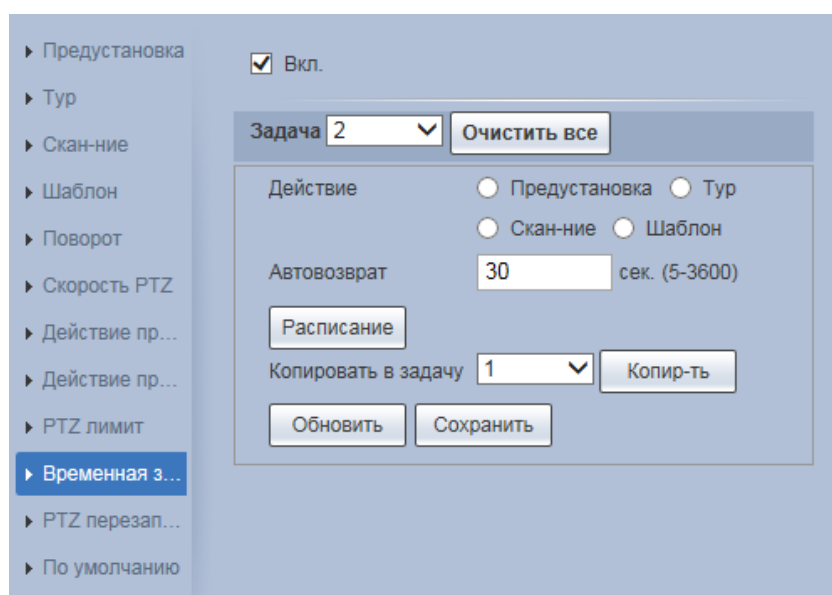 Предустановка
Тур
Скан-ние
Шаблон
Поворот
Скорость PTZ
Действие пр...
Действие пр...
PTZ лимит
Временная з...
PTZ перезап...
По умолчанию
Вкл.
Задача 2 Очистить все
Действие Предустановка Тур
Скан-ние Шаблон
Автовозврат 30 сек. (5-3600)
Расписание
Копировать в задачу 1 Копир-ть
Обновить Сохранить